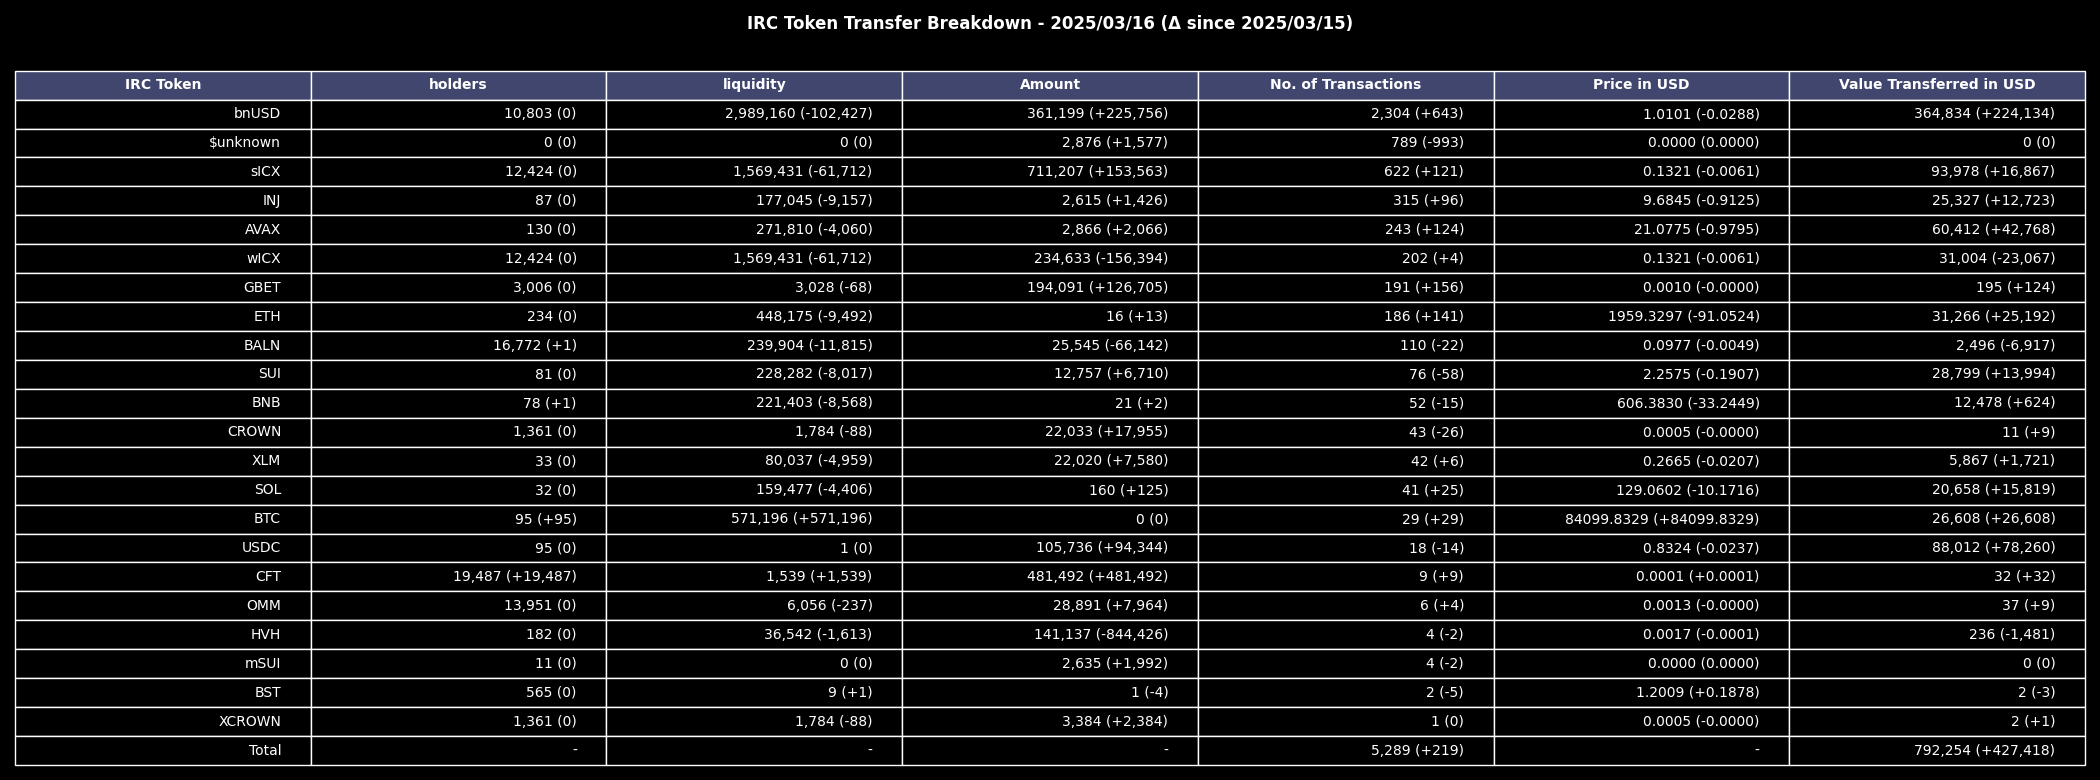 IRC Token Transfer Breakdown - 2025/03/16 (Δ since 2025/03/15)
IRC Token holders liquidity Amount No. of Transactions Price in USD Value Transferred in USD
bnUSD 10,803 (0) 2,989,160 (-102,427) 361,199 (+225,756) 2,304 (+643) 1.0101 (-0.0288) 364,834 (+224,134)
$unknown 0 (0) 0 (0) 2,876 (+1,577) 789 (-993) 0.0000 (0.0000) 0 (0)
sICX 12,424 (0) 1,569,431 (-61,712) 711,207 (+153,563) 622 (+121) 0.1321 (-0.0061) 93,978 (+16,867)
INJ 87 (0) 177,045 (-9,157) 2,615 (+1,426) 315 (+96) 9.6845 (-0.9125) 25,327 (+12,723)
AVAX 130 (0) 271,810 (-4,060) 2,866 (+2,066) 243 (+124) 21.0775 (-0.9795) 60,412 (+42,768)
wICX 12,424 (0) 1,569,431 (-61,712) 234,633 (-156,394) 202 (+4) 0.1321 (-0.0061) 31,004 (-23,067)
GBET 3,006 (0) 3,028 (-68) 194,091 (+126,705) 191 (+156) 0.0010 (-0.0000) 195 (+124)
ETH 234 (0) 448,175 (-9,492) 16 (+13) 186 (+141) 1959.3297 (-91.0524) 31,266 (+25,192)
BALN 16,772 (+1) 239,904 (-11,815) 25,545 (-66,142) 110 (-22) 0.0977 (-0.0049) 2,496 (-6,917)
SUI 81 (0) 228,282 (-8,017) 12,757 (+6,710) 76 (-58) 2.2575 (-0.1907) 28,799 (+13,994)
BNB 78 (+1) 221,403 (-8,568) 21 (+2) 52 (-15) 606.3830 (-33.2449) 12,478 (+624)
CROWN 1,361 (0) 1,784 (-88) 22,033 (+17,955) 43 (-26) 0.0005 (-0.0000) 11 (+9)
XLM 33 (0) 80,037 (-4,959) 22,020 (+7,580) 42 (+6) 0.2665 (-0.0207) 5,867 (+1,721)
SOL 32 (0) 159,477 (-4,406) 160 (+125) 41 (+25) 129.0602 (-10.1716) 20,658 (+15,819)
BTC 95 (+95) 571,196 (+571,196) 0 (0) 29 (+29) 84099.8329 (+84099.8329) 26,608 (+26,608)
USDC 95 (0) 1 (0) 105,736 (+94,344) 18 (-14) 0.8324 (-0.0237) 88,012 (+78,260)
CFT 19,487 (+19,487) 1,539 (+1,539) 481,492 (+481,492) 9 (+9) 0.0001 (+0.0001) 32 (+32)
OMM 13,951 (0) 6,056 (-237) 28,891 (+7,964) 6 (+4) 0.0013 (-0.0000) 37 (+9)
HVH 182 (0) 36,542 (-1,613) 141,137 (-844,426) 4 (-2) 0.0017 (-0.0001) 236 (-1,481)
mSUI 11 (0) 0 (0) 2,635 (+1,992) 4 (-2) 0.0000 (0.0000) 0 (0)
BST 565 (0) 9 (+1) 1 (-4) 2 (-5) 1.2009 (+0.1878) 2 (-3)
XCROWN 1,361 (0) 1,784 (-88) 3,384 (+2,384) 1 (0) 0.0005 (-0.0000) 2 (+1)
Total - - - 5,289 (+219) - 792,254 (+427,418)